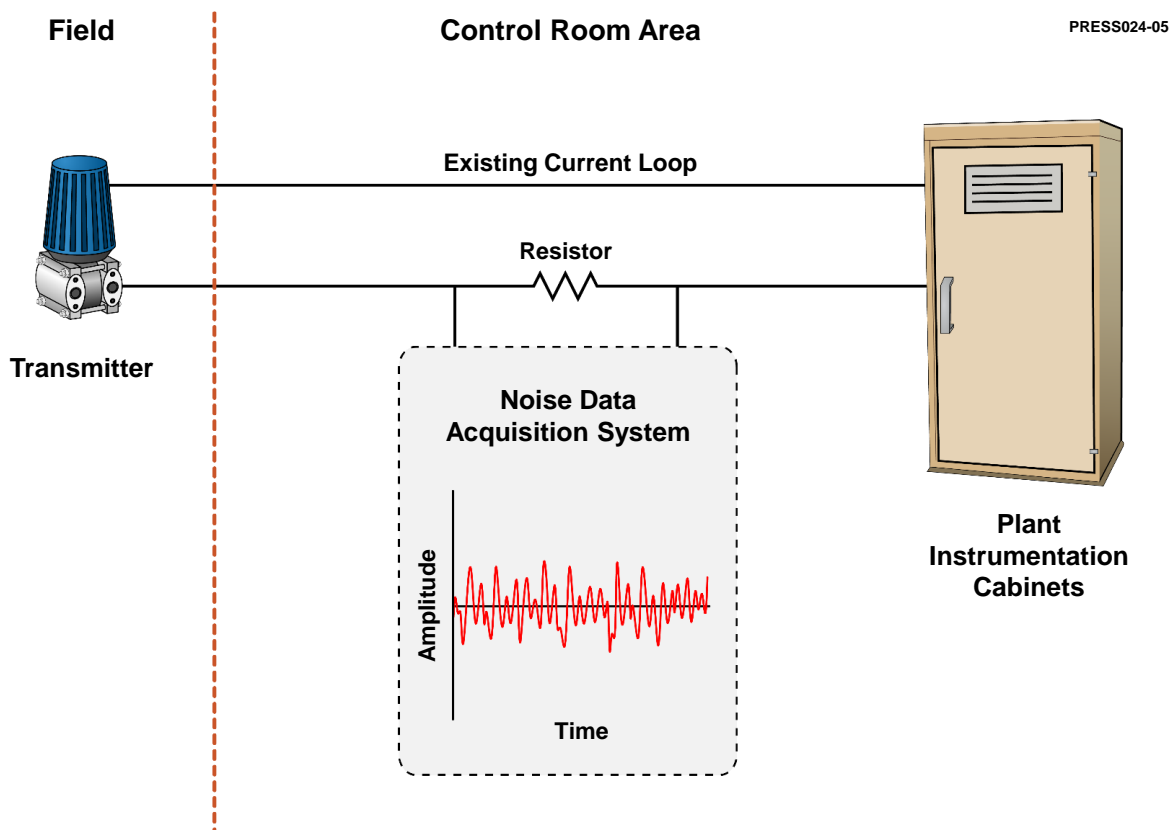 Field
Control Room Area
PRESS024-05
Existing Current Loop
Resistor
Transmitter
Noise Data
Acquisition System
Amplitude
Time
Plant
Instrumentation
Cabinets